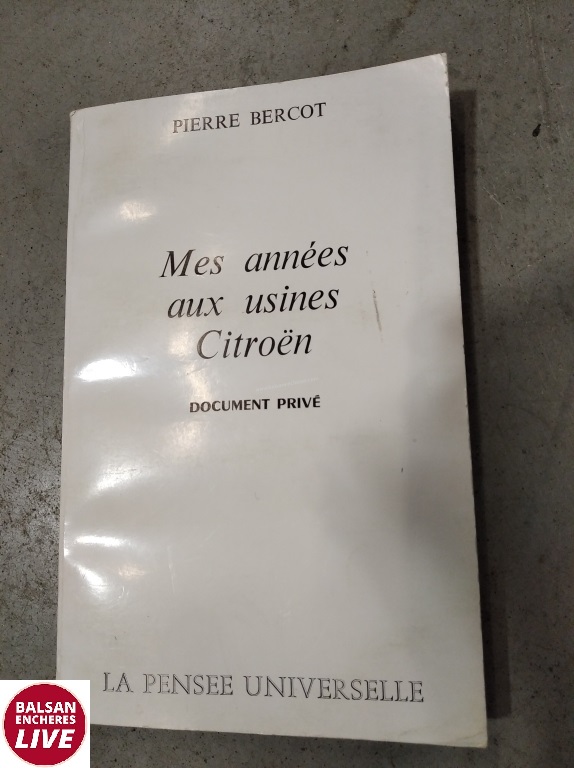 PIERRE BERCOT
Mes années
aux usines
Citroën
DOCUMENT PRIVÉ
LA PENSEE UNIVERSELLE
BALSAN
ENCHERES
LIVE